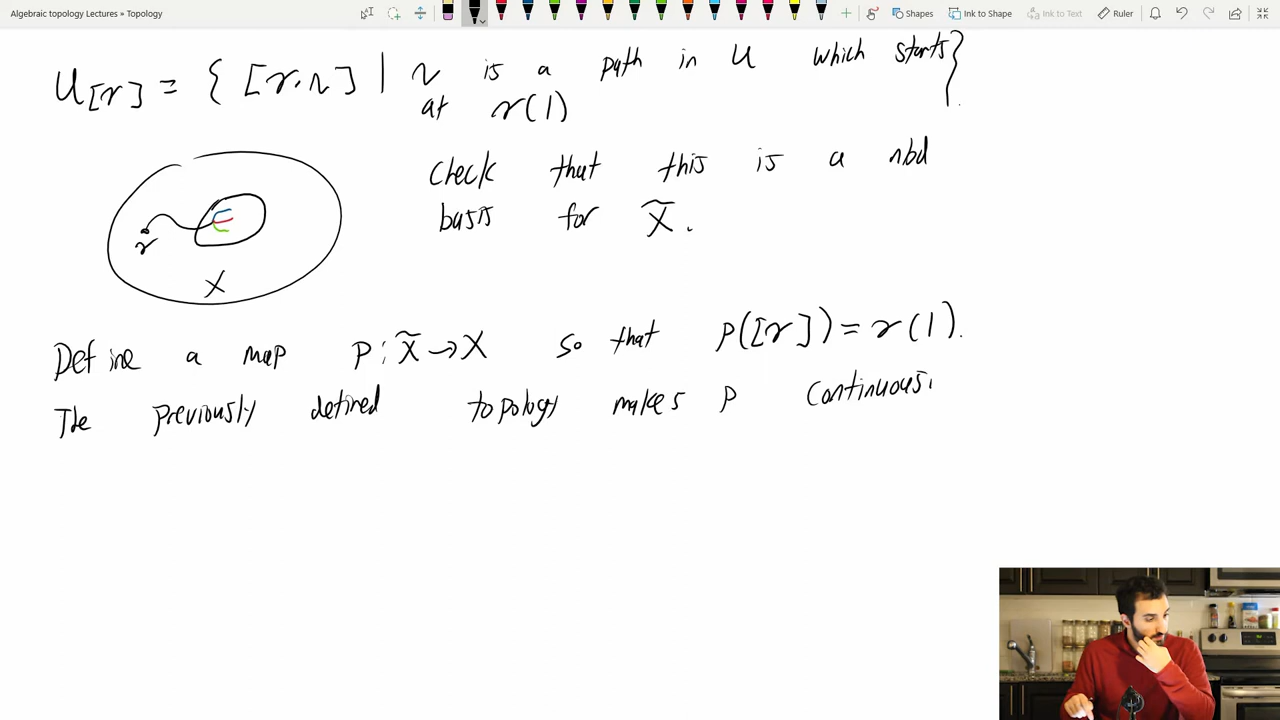 Algebraic topology Lectures » Topology
Shapes Ink to Shape Ink to Text Ruler
U[γ] = { [γ·η] | η is a path in U which starts
at γ(1) }.
Check that this is a nbd
basis for X̃.
γ
X
Define a map p: X̃→X so that p([γ])=γ(1).
The previously defined topology makes p continuous.